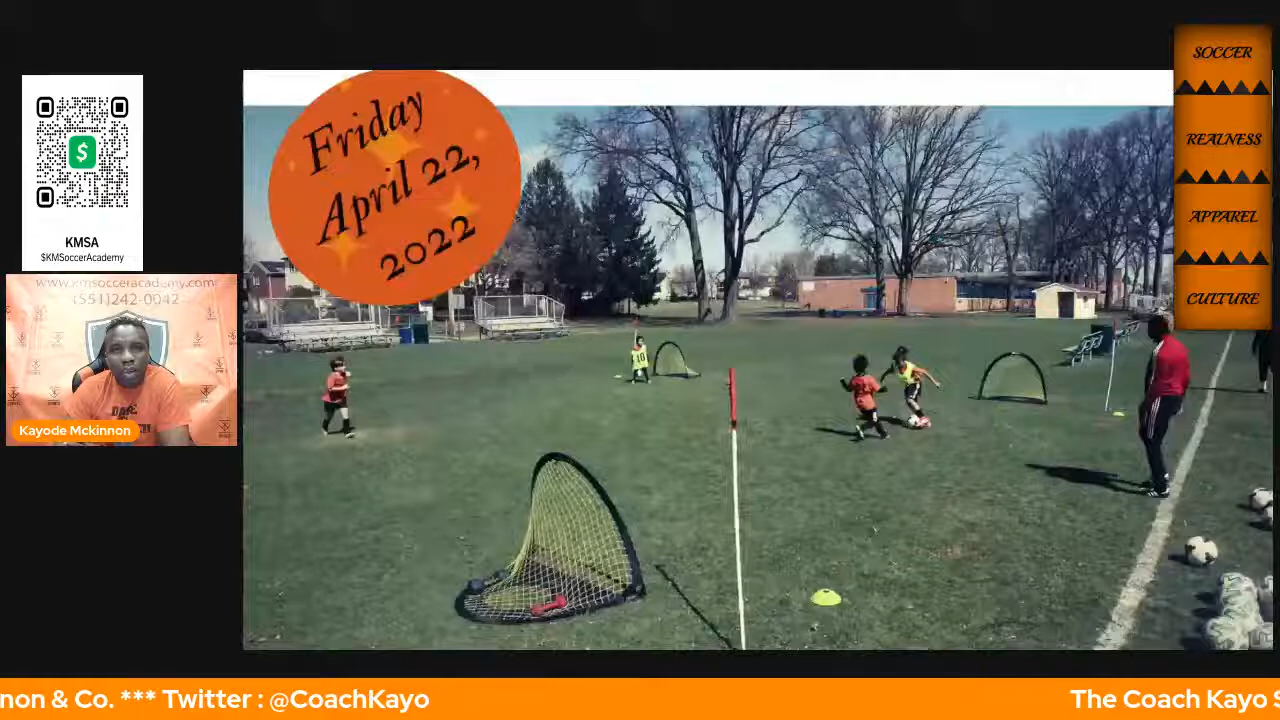 Friday
April 22,
2022
SOCCER
REALNESS
APPAREL
CULTURE
KMSA
$KMSoccerAcademy
www.kmsocceracademy.com
(551)242-0042
Kayode Mckinnon
10
non & Co. *** Twitter : @CoachKayo
The Coach Kayo S